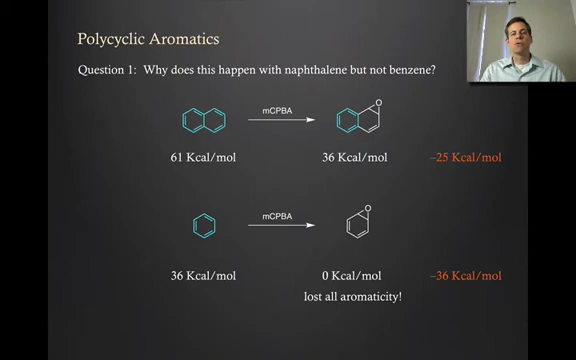 Polycyclic Aromatics
Question 1: Why does this happen with naphthalene but not benzene?
mCPBA
O
61 Kcal/mol
36 Kcal/mol
–25 Kcal/mol
mCPBA
O
36 Kcal/mol
0 Kcal/mol
–36 Kcal/mol
lost all aromaticity!